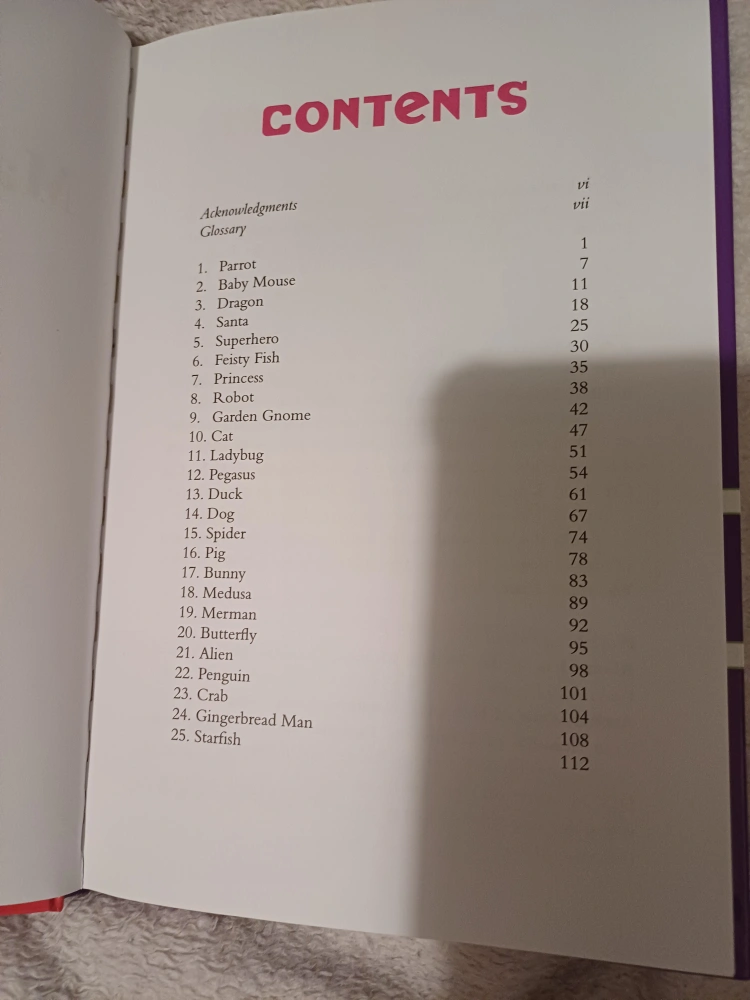 CONTENTS
Acknowledgments vi
Glossary vii
1. Parrot 1
2. Baby Mouse 7
3. Dragon 11
4. Santa 18
5. Superhero 25
6. Feisty Fish 30
7. Princess 35
8. Robot 38
9. Garden Gnome 42
10. Cat 47
11. Ladybug 51
12. Pegasus 54
13. Duck 61
14. Dog 67
15. Spider 74
16. Pig 78
17. Bunny 83
18. Medusa 89
19. Merman 92
20. Butterfly 95
21. Alien 98
22. Penguin 101
23. Crab 104
24. Gingerbread Man 108
25. Starfish 112